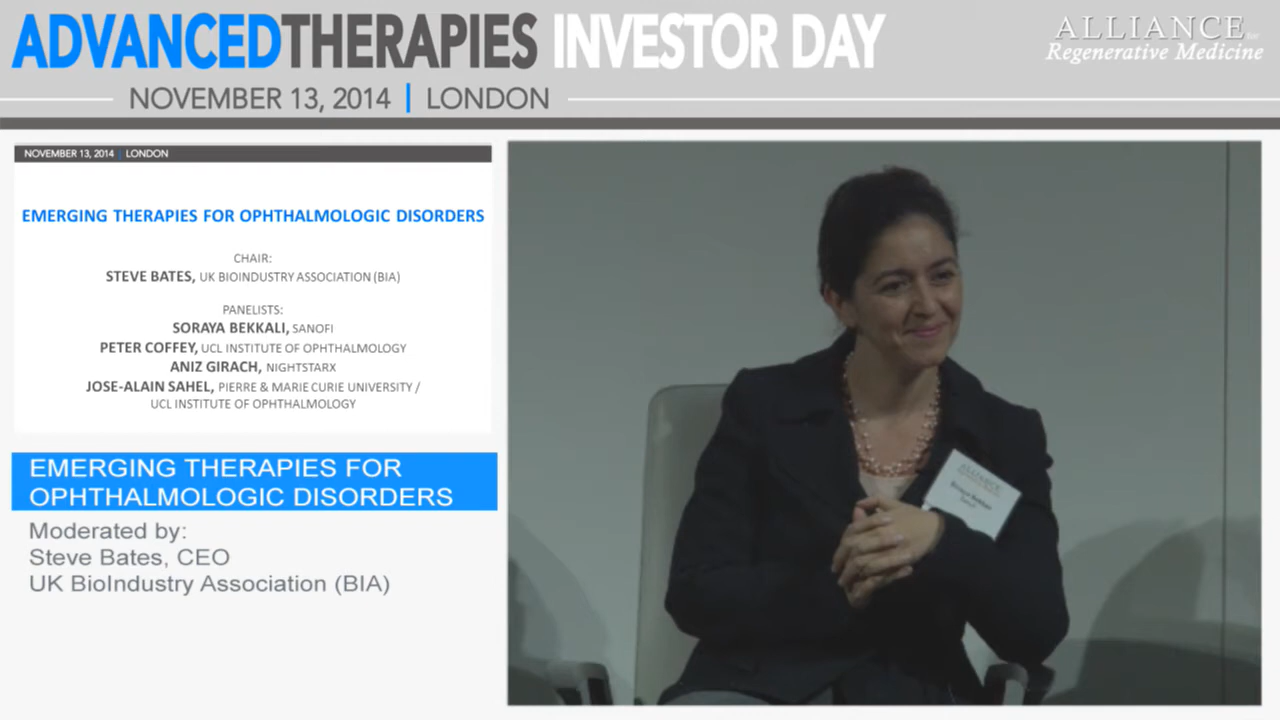 ADVANCEDTHERAPIES INVESTOR DAY
NOVEMBER 13, 2014 | LONDON
ALLIANCE for
Regenerative Medicine
NOVEMBER 13, 2014 | LONDON
EMERGING THERAPIES FOR OPHTHALMOLOGIC DISORDERS
CHAIR:
STEVE BATES, UK BIOINDUSTRY ASSOCIATION (BIA)
PANELISTS:
SORAYA BEKKALI, SANOFI
PETER COFFEY, UCL INSTITUTE OF OPHTHALMOLOGY
ANIZ GIRACH, NIGHTSTARX
JOSE-ALAIN SAHEL, PIERRE & MARIE CURIE UNIVERSITY /
UCL INSTITUTE OF OPHTHALMOLOGY
EMERGING THERAPIES FOR
OPHTHALMOLOGIC DISORDERS
Moderated by:
Steve Bates, CEO
UK BioIndustry Association (BIA)
ALLIANCE